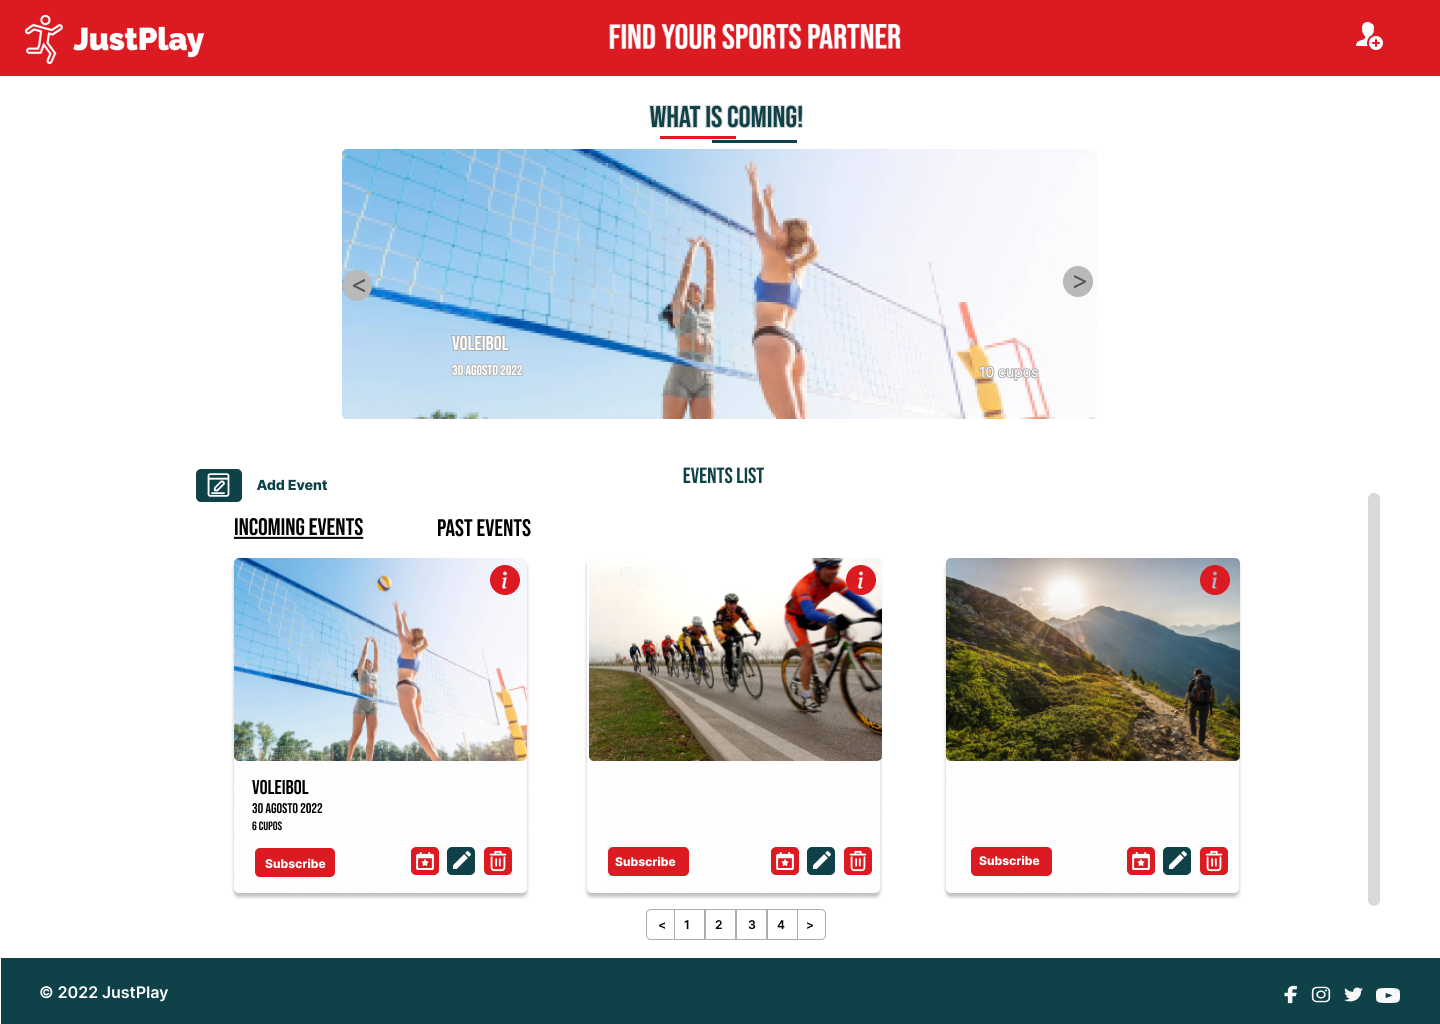 JustPlay
FIND YOUR SPORTS PARTNER
WHAT IS COMING!
<
>
VOLEIBOL
30 AGOSTO 2022
10 cupos
Add Event
EVENTS LIST
INCOMING EVENTS
PAST EVENTS
i
i
i
VOLEIBOL
30 AGOSTO 2022
6 CUPOS
Subscribe
Subscribe
Subscribe
< 1 2 3 4 >
© 2022 JustPlay